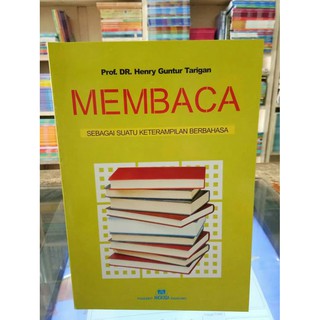 Prof. DR. Henry Guntur Tarigan
MEMBACA
SEBAGAI SUATU KETERAMPILAN BERBAHASA